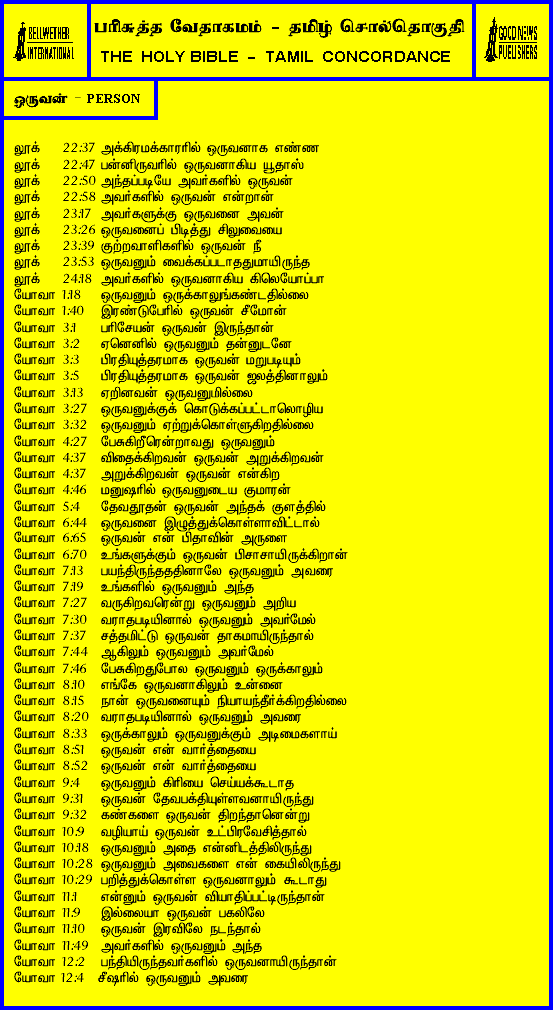 BELLWETHER
INTERNATIONAL
பரிசுத்த வேதாகமம் - தமிழ் சொல்தொகுதி
THE HOLY BIBLE - TAMIL CONCORDANCE
GOOD NEWS
PUBLISHERS
ஒருவன் - PERSON
லூக் 22:37 அக்கிரமக்காரரில் ஒருவனாக எண்ண
லூக் 22:47 பன்னிருவரில் ஒருவனாகிய யூதாஸ்
லூக் 22:50 அந்தப்படியே அவர்களில் ஒருவன்
லூக் 22:58 அவர்களில் ஒருவன் என்றான்
லூக் 23:17 அவர்களுக்கு ஒருவனை அவன்
லூக் 23:26 ஒருவனைப் பிடித்து சிலுவையை
லூக் 23:39 குற்றவாளிகளில் ஒருவன் நீ
லூக் 23:53 ஒருவனும் வைக்கப்படாததுமாயிருந்த
லூக் 24:18 அவர்களில் ஒருவனாகிய கிலெயோப்பா
யோவா 1:18 ஒருவனும் ஒருக்காலுங்கண்டதில்லை
யோவா 1:40 இரண்டுபேரில் ஒருவன் சீமோன்
யோவா 3:1 பரிசேயன் ஒருவன் இருந்தான்
யோவா 3:2 ஏனெனில் ஒருவனும் தன்னுடனே
யோவா 3:3 பிரதியுத்தரமாக ஒருவன் மறுபடியும்
யோவா 3:5 பிரதியுத்தரமாக ஒருவன் ஜலத்தினாலும்
யோவா 3:13 ஏறினவன் ஒருவனுமில்லை
யோவா 3:27 ஒருவனுக்குக் கொடுக்கப்பட்டாலொழிய
யோவா 3:32 ஒருவனும் ஏற்றுக்கொள்ளுகிறதில்லை
யோவா 4:27 பேசுகிறீரென்றாவது ஒருவனும்
யோவா 4:37 விதைக்கிறவன் ஒருவன் அறுக்கிறவன்
யோவா 4:37 அறுக்கிறவன் ஒருவன் என்கிற
யோவா 4:46 மனுஷரில் ஒருவனுடைய குமாரன்
யோவா 5:4 தேவதூதன் ஒருவன் அந்தக் குளத்தில்
யோவா 6:44 ஒருவனை இழுத்துக்கொள்ளாவிட்டால்
யோவா 6:65 ஒருவன் என் பிதாவின் அருளை
யோவா 6:70 உங்களுக்கும் ஒருவன் பிசாசாயிருக்கிறான்
யோவா 7:13 பயந்திருந்தததினாலே ஒருவனும் அவரை
யோவா 7:19 உங்களில் ஒருவனும் அந்த
யோவா 7:27 வருகிறவரென்று ஒருவனும் அறிய
யோவா 7:30 வராதபடியினால் ஒருவனும் அவர்மேல்
யோவா 7:37 சத்தமிட்டு ஒருவன் தாகமாயிருந்தால்
யோவா 7:44 ஆகிலும் ஒருவனும் அவர்மேல்
யோவா 7:46 பேசுகிறதுபோல ஒருவனும் ஒருக்காலும்
யோவா 8:10 எங்கே ஒருவனாகிலும் உன்னை
யோவா 8:15 நான் ஒருவனையும் நியாயந்தீர்க்கிறதில்லை
யோவா 8:20 வராதபடியினால் ஒருவனும் அவரை
யோவா 8:33 ஒருக்காலும் ஒருவனுக்கும் அடிமைகளாய்
யோவா 8:51 ஒருவன் என் வார்த்தையை
யோவா 8:52 ஒருவன் என் வார்த்தையை
யோவா 9:4 ஒருவனும் கிரியை செய்யக்கூடாத
யோவா 9:31 ஒருவன் தேவபக்தியுள்ளவனாயிருந்து
யோவா 9:32 கண்களை ஒருவன் திறந்தானென்று
யோவா 10:9 வழியாய் ஒருவன் உட்பிரவேசித்தால்
யோவா 10:18 ஒருவனும் அதை என்னிடத்திலிருந்து
யோவா 10:28 ஒருவனும் அவைகளை என் கையிலிருந்து
யோவா 10:29 பறித்துக்கொள்ள ஒருவனாலும் கூடாது
யோவா 11:1 என்னும் ஒருவன் வியாதிப்பட்டிருந்தான்
யோவா 11:9 இல்லையா ஒருவன் பகலிலே
யோவா 11:10 ஒருவன் இரவிலே நடந்தால்
யோவா 11:49 அவர்களில் ஒருவனும் அந்த
யோவா 12:2 பந்தியிருந்தவர்களில் ஒருவனாயிருந்தான்
யோவா 12:4 சீஷரில் ஒருவனும் அவரை